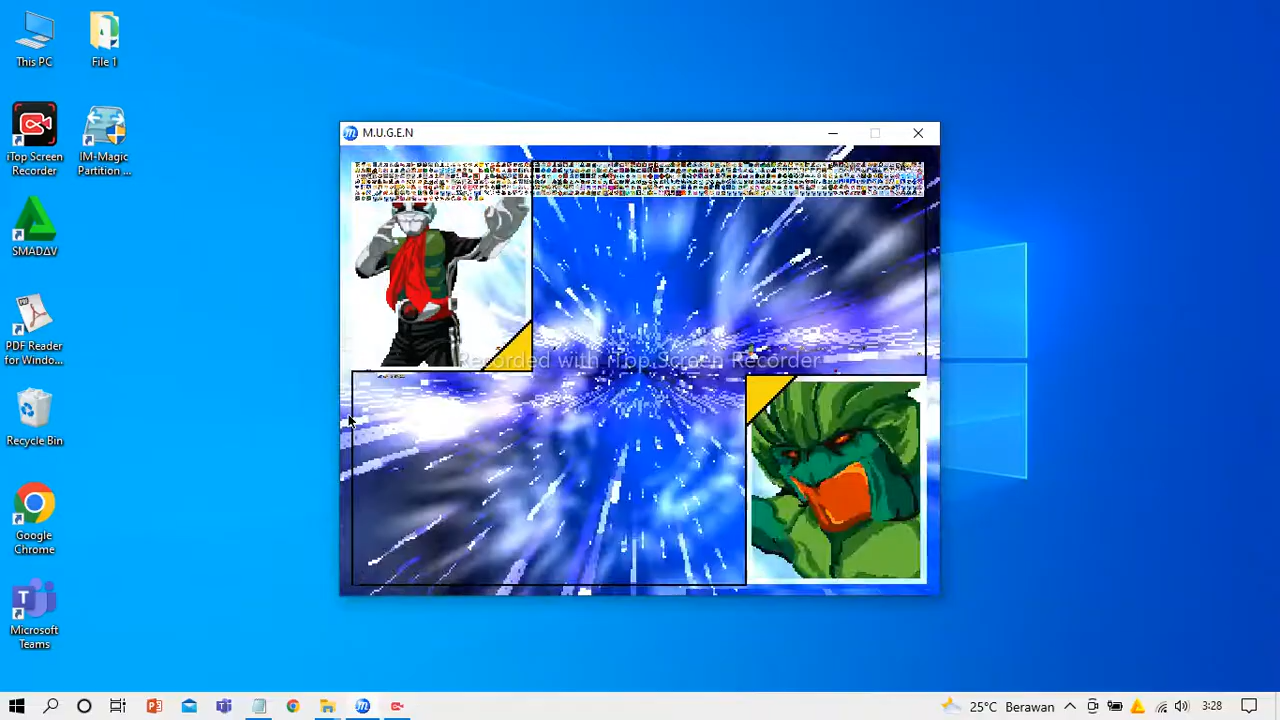 This PC
File 1
iTop Screen
Recorder
IM-Magic
Partition ...
SMADΔV
PDF Reader
for Windo...
Recycle Bin
Google
Chrome
Microsoft
Teams
M.U.G.E.N
Recorded with iTop Screen Recorder
25°C Berawan
3:28